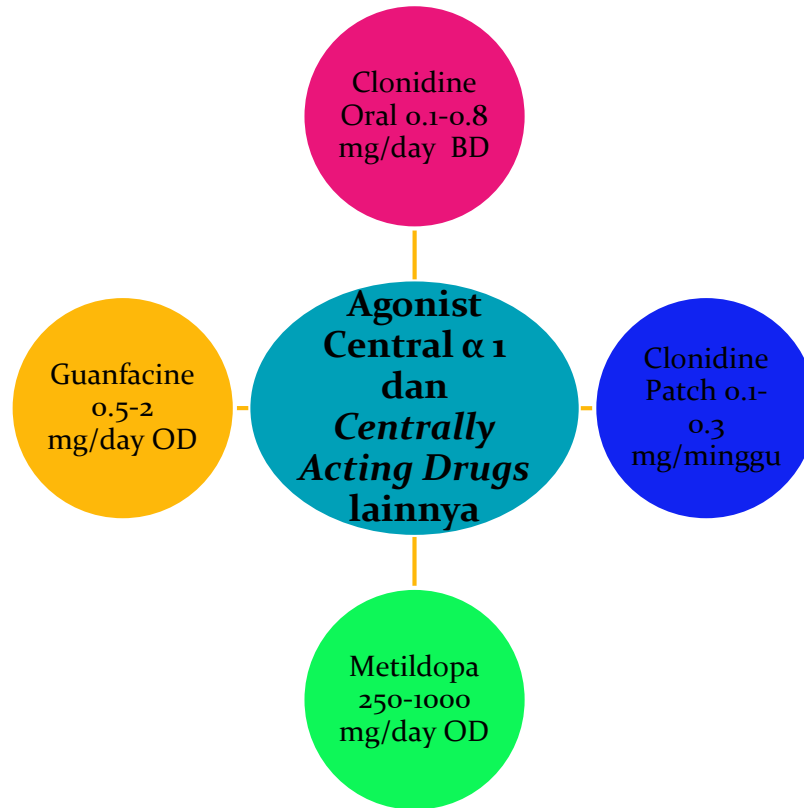 Clonidine
Oral 0.1-0.8
mg/day BD
Guanfacine
0.5-2
mg/day OD
Agonist
Central α 1
dan
Centrally
Acting Drugs
lainnya
Clonidine
Patch 0.1-
0.3
mg/minggu
Metildopa
250-1000
mg/day OD